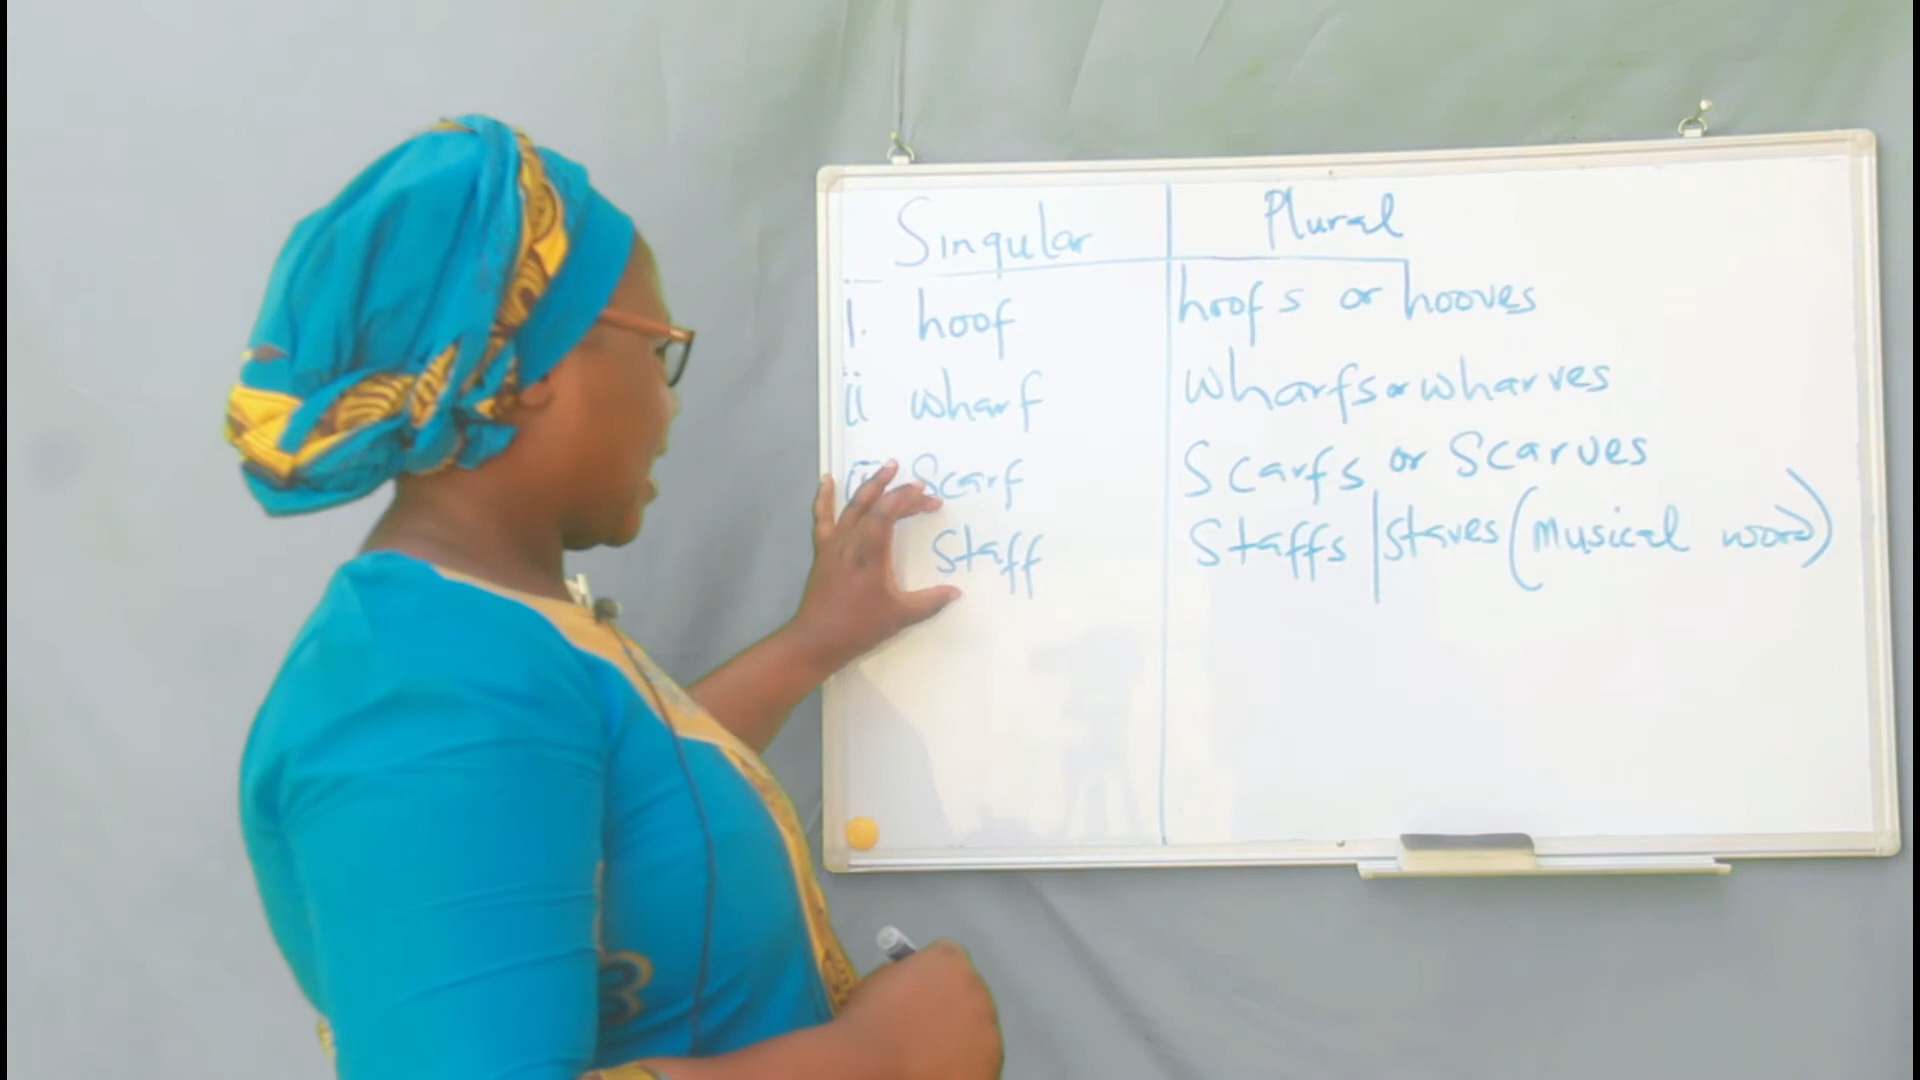 Singular Plural
i. hoof hoofs or hooves
ii wharf wharfs or wharves
iii Scarf Scarfs or Scarves
Staff Staffs | Staves (Musical word)